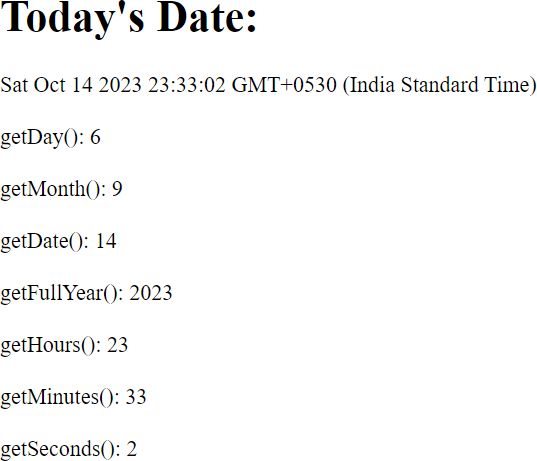 Today's Date:
Sat Oct 14 2023 23:33:02 GMT+0530 (India Standard Time)
getDay(): 6
getMonth(): 9
getDate(): 14
getFullYear(): 2023
getHours(): 23
getMinutes(): 33
getSeconds(): 2